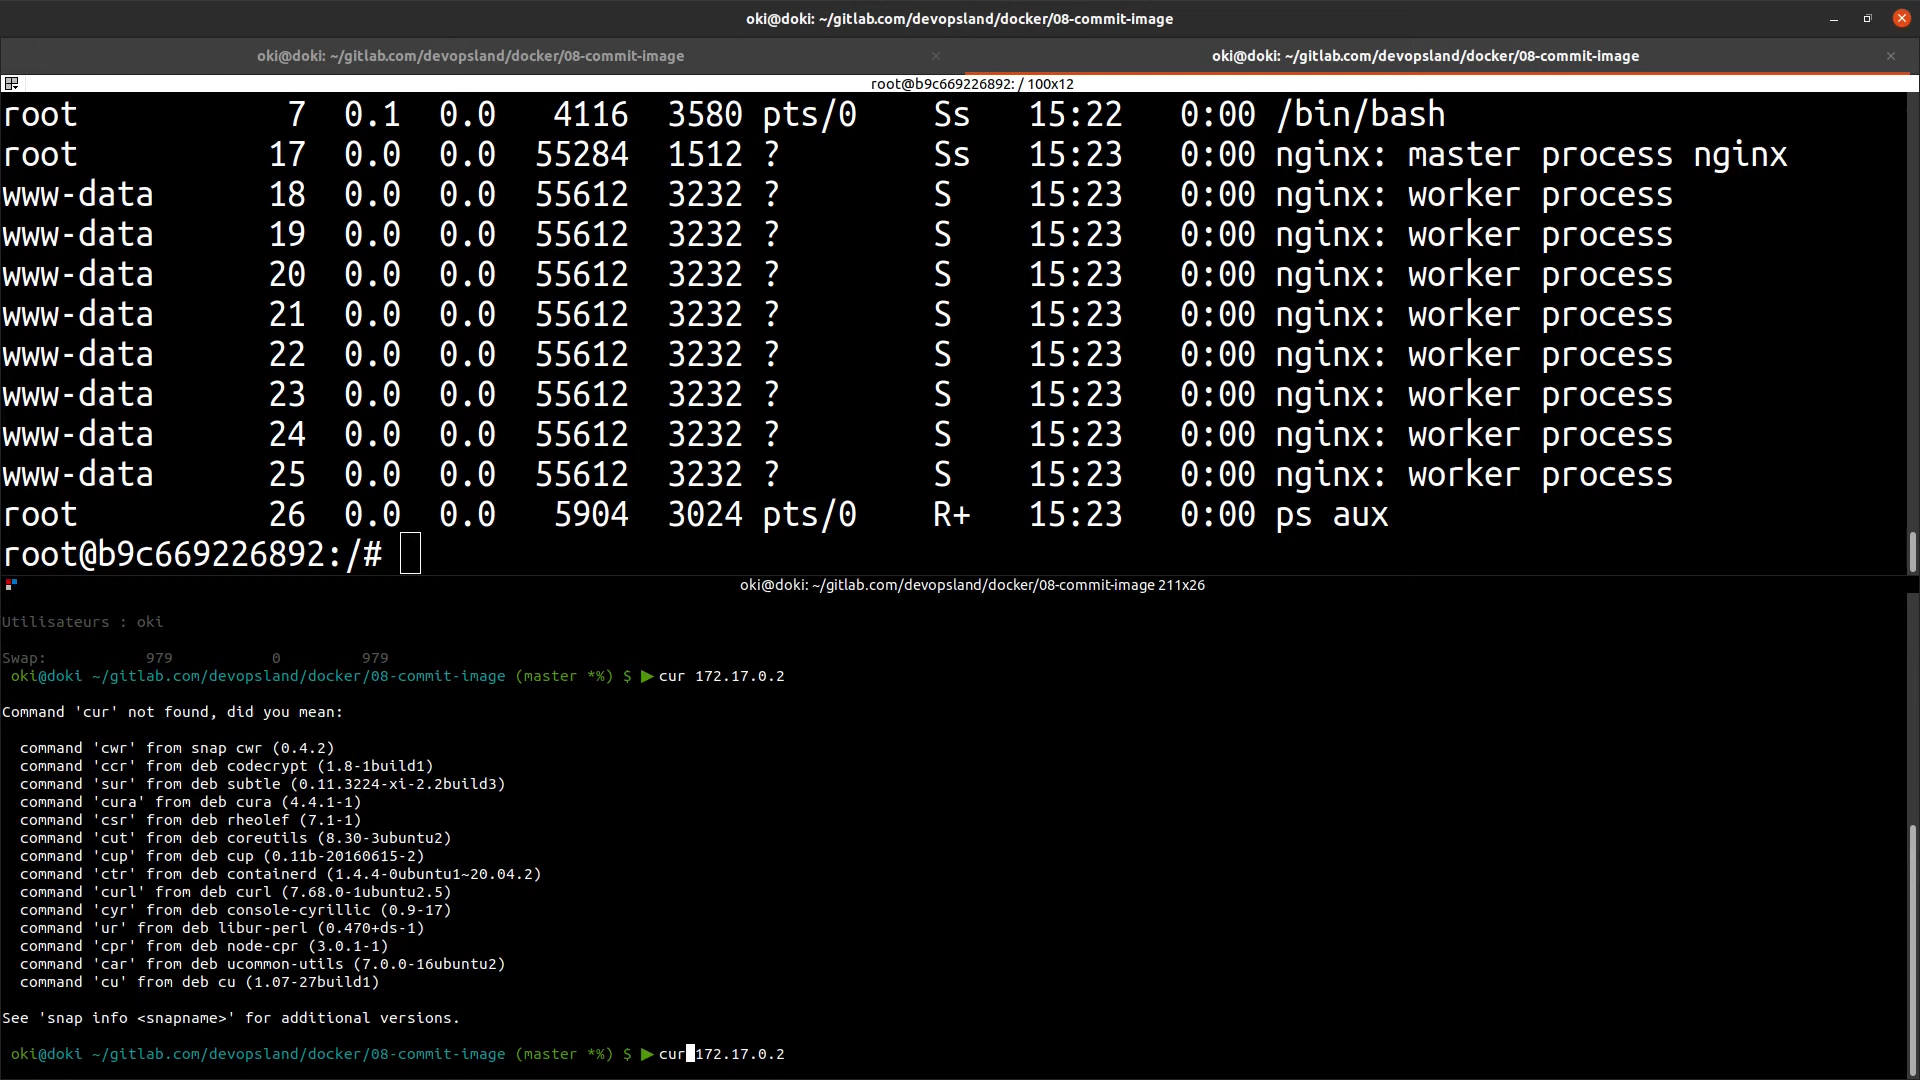 oki@doki: ~/gitlab.com/devopsland/docker/08-commit-image
oki@doki: ~/gitlab.com/devopsland/docker/08-commit-image
oki@doki: ~/gitlab.com/devopsland/docker/08-commit-image
root@b9c669226892: / 100x12
root 7 0.1 0.0 4116 3580 pts/0 Ss 15:22 0:00 /bin/bash
root 17 0.0 0.0 55284 1512 ? Ss 15:23 0:00 nginx: master process nginx
www-data 18 0.0 0.0 55612 3232 ? S 15:23 0:00 nginx: worker process
www-data 19 0.0 0.0 55612 3232 ? S 15:23 0:00 nginx: worker process
www-data 20 0.0 0.0 55612 3232 ? S 15:23 0:00 nginx: worker process
www-data 21 0.0 0.0 55612 3232 ? S 15:23 0:00 nginx: worker process
www-data 22 0.0 0.0 55612 3232 ? S 15:23 0:00 nginx: worker process
www-data 23 0.0 0.0 55612 3232 ? S 15:23 0:00 nginx: worker process
www-data 24 0.0 0.0 55612 3232 ? S 15:23 0:00 nginx: worker process
www-data 25 0.0 0.0 55612 3232 ? S 15:23 0:00 nginx: worker process
root 26 0.0 0.0 5904 3024 pts/0 R+ 15:23 0:00 ps aux
root@b9c669226892:/#
oki@doki: ~/gitlab.com/devopsland/docker/08-commit-image 211x26
Utilisateurs : oki
Swap: 979 0 979
oki@doki ~/gitlab.com/devopsland/docker/08-commit-image (master *%) $ ▶ cur 172.17.0.2
Command 'cur' not found, did you mean:
command 'cwr' from snap cwr (0.4.2)
command 'ccr' from deb codecrypt (1.8-1build1)
command 'sur' from deb subtle (0.11.3224-xi-2.2build3)
command 'cura' from deb cura (4.4.1-1)
command 'csr' from deb rheolef (7.1-1)
command 'cut' from deb coreutils (8.30-3ubuntu2)
command 'cup' from deb cup (0.11b-20160615-2)
command 'ctr' from deb containerd (1.4.4-0ubuntu1~20.04.2)
command 'curl' from deb curl (7.68.0-1ubuntu2.5)
command 'cyr' from deb console-cyrillic (0.9-17)
command 'ur' from deb libur-perl (0.470+ds-1)
command 'cpr' from deb node-cpr (3.0.1-1)
command 'car' from deb ucommon-utils (7.0.0-16ubuntu2)
command 'cu' from deb cu (1.07-27build1)
See 'snap info <snapname>' for additional versions.
oki@doki ~/gitlab.com/devopsland/docker/08-commit-image (master *%) $ ▶ cur 172.17.0.2